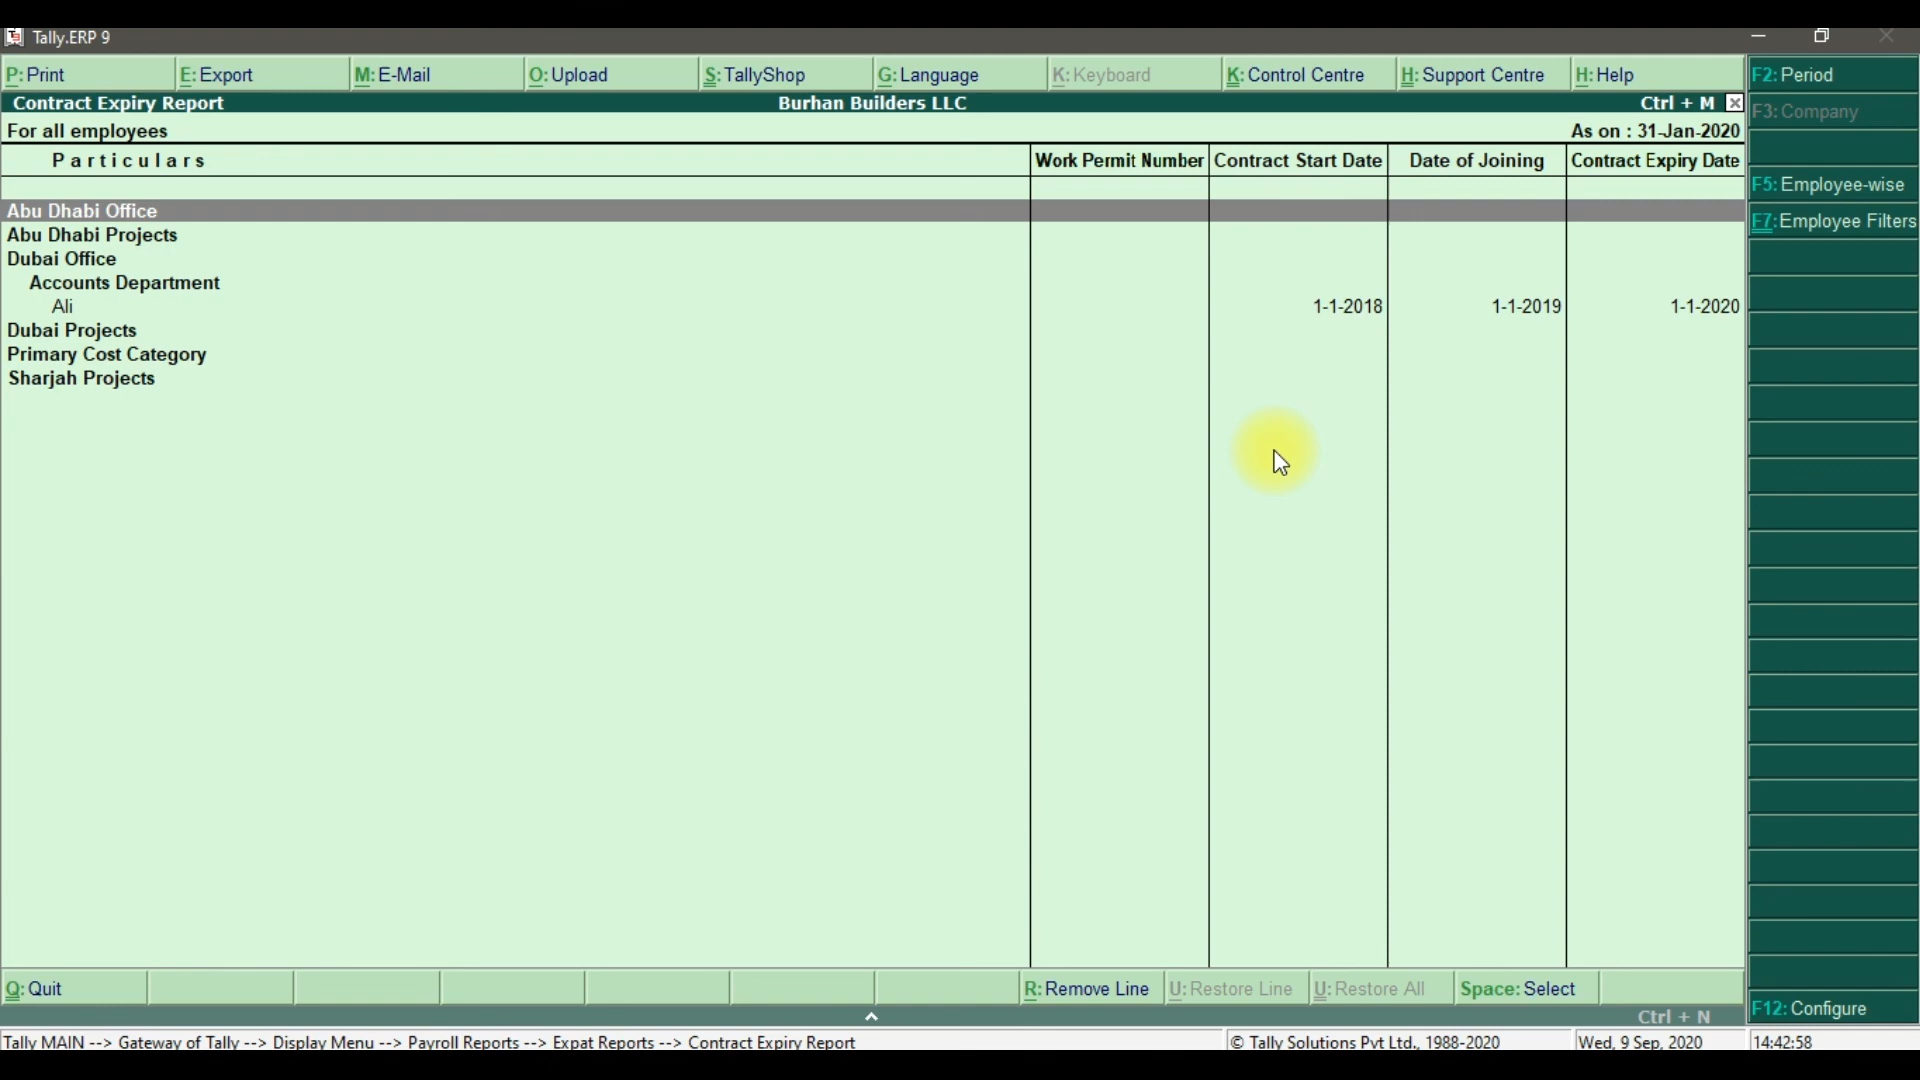 Tally.ERP 9
P: Print E: Export M: E-Mail O: Upload S: TallyShop G: Language K: Keyboard K: Control Centre H: Support Centre H: Help
Contract Expiry Report Burhan Builders LLC Ctrl + M
For all employees As on : 31-Jan-2020
Particulars Work Permit Number Contract Start Date Date of Joining Contract Expiry Date
Abu Dhabi Office
Abu Dhabi Projects
Dubai Office
Accounts Department
Ali 1-1-2018 1-1-2019 1-1-2020
Dubai Projects
Primary Cost Category
Sharjah Projects
F2: Period
F3: Company
F5: Employee-wise
F7: Employee Filters
F12: Configure
Q: Quit R: Remove Line U: Restore Line U: Restore All Space: Select
Ctrl + N
Tally MAIN --> Gateway of Tally --> Display Menu --> Payroll Reports --> Expat Reports --> Contract Expiry Report © Tally Solutions Pvt Ltd., 1988-2020 Wed, 9 Sep, 2020 14:42:58